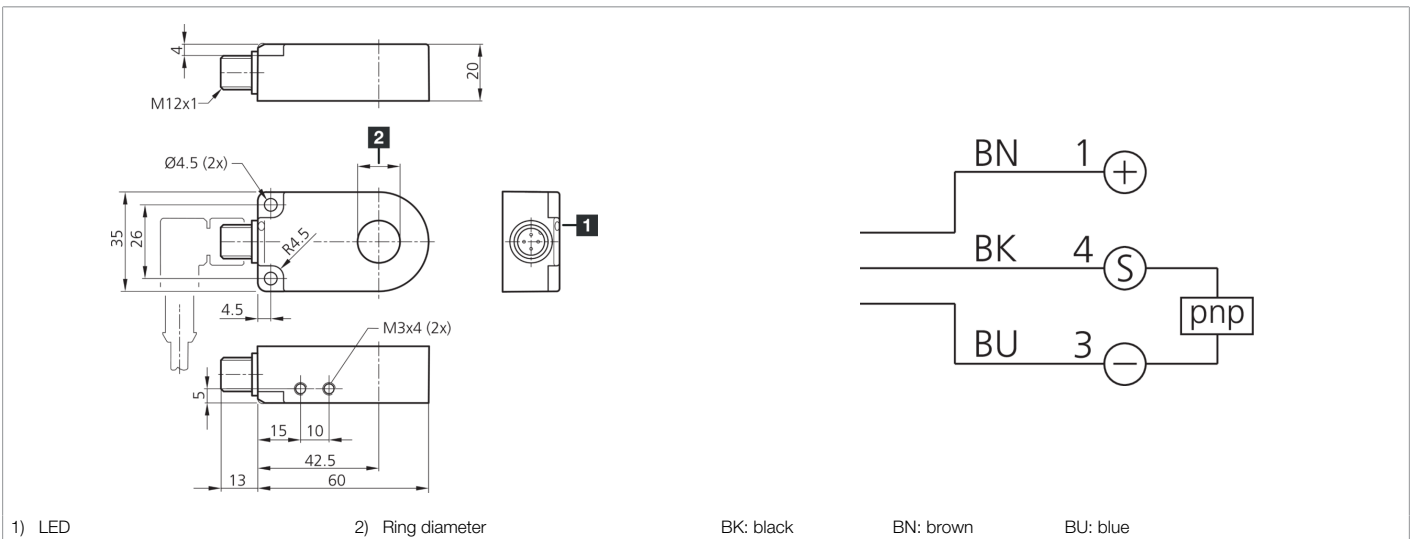 4
20
M12x1
2
Ø4.5 (2x)
1
35
26
R4.5
4.5
M3x4 (2x)
5
15
10
42.5
13
60
BN 1
+
BK 4
S
pnp
BU 3
−
1) LED
2) Ring diameter
BK: black
BN: brown
BU: blue